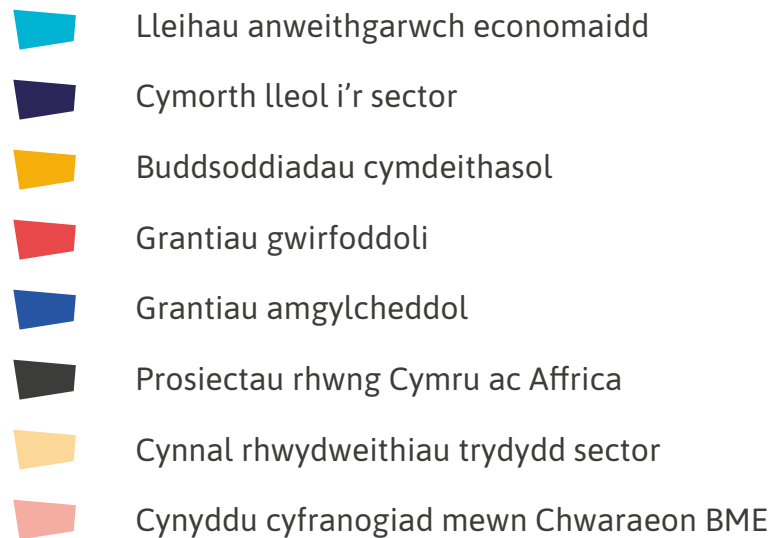 Lleihau anweithgarwch economaidd
Cymorth lleol i’r sector
Buddsoddiadau cymdeithasol
Grantiau gwirfoddoli
Grantiau amgylcheddol
Prosiectau rhwng Cymru ac Affrica
Cynnal rhwydweithiau trydydd sector
Cynyddu cyfranogiad mewn Chwaraeon BME